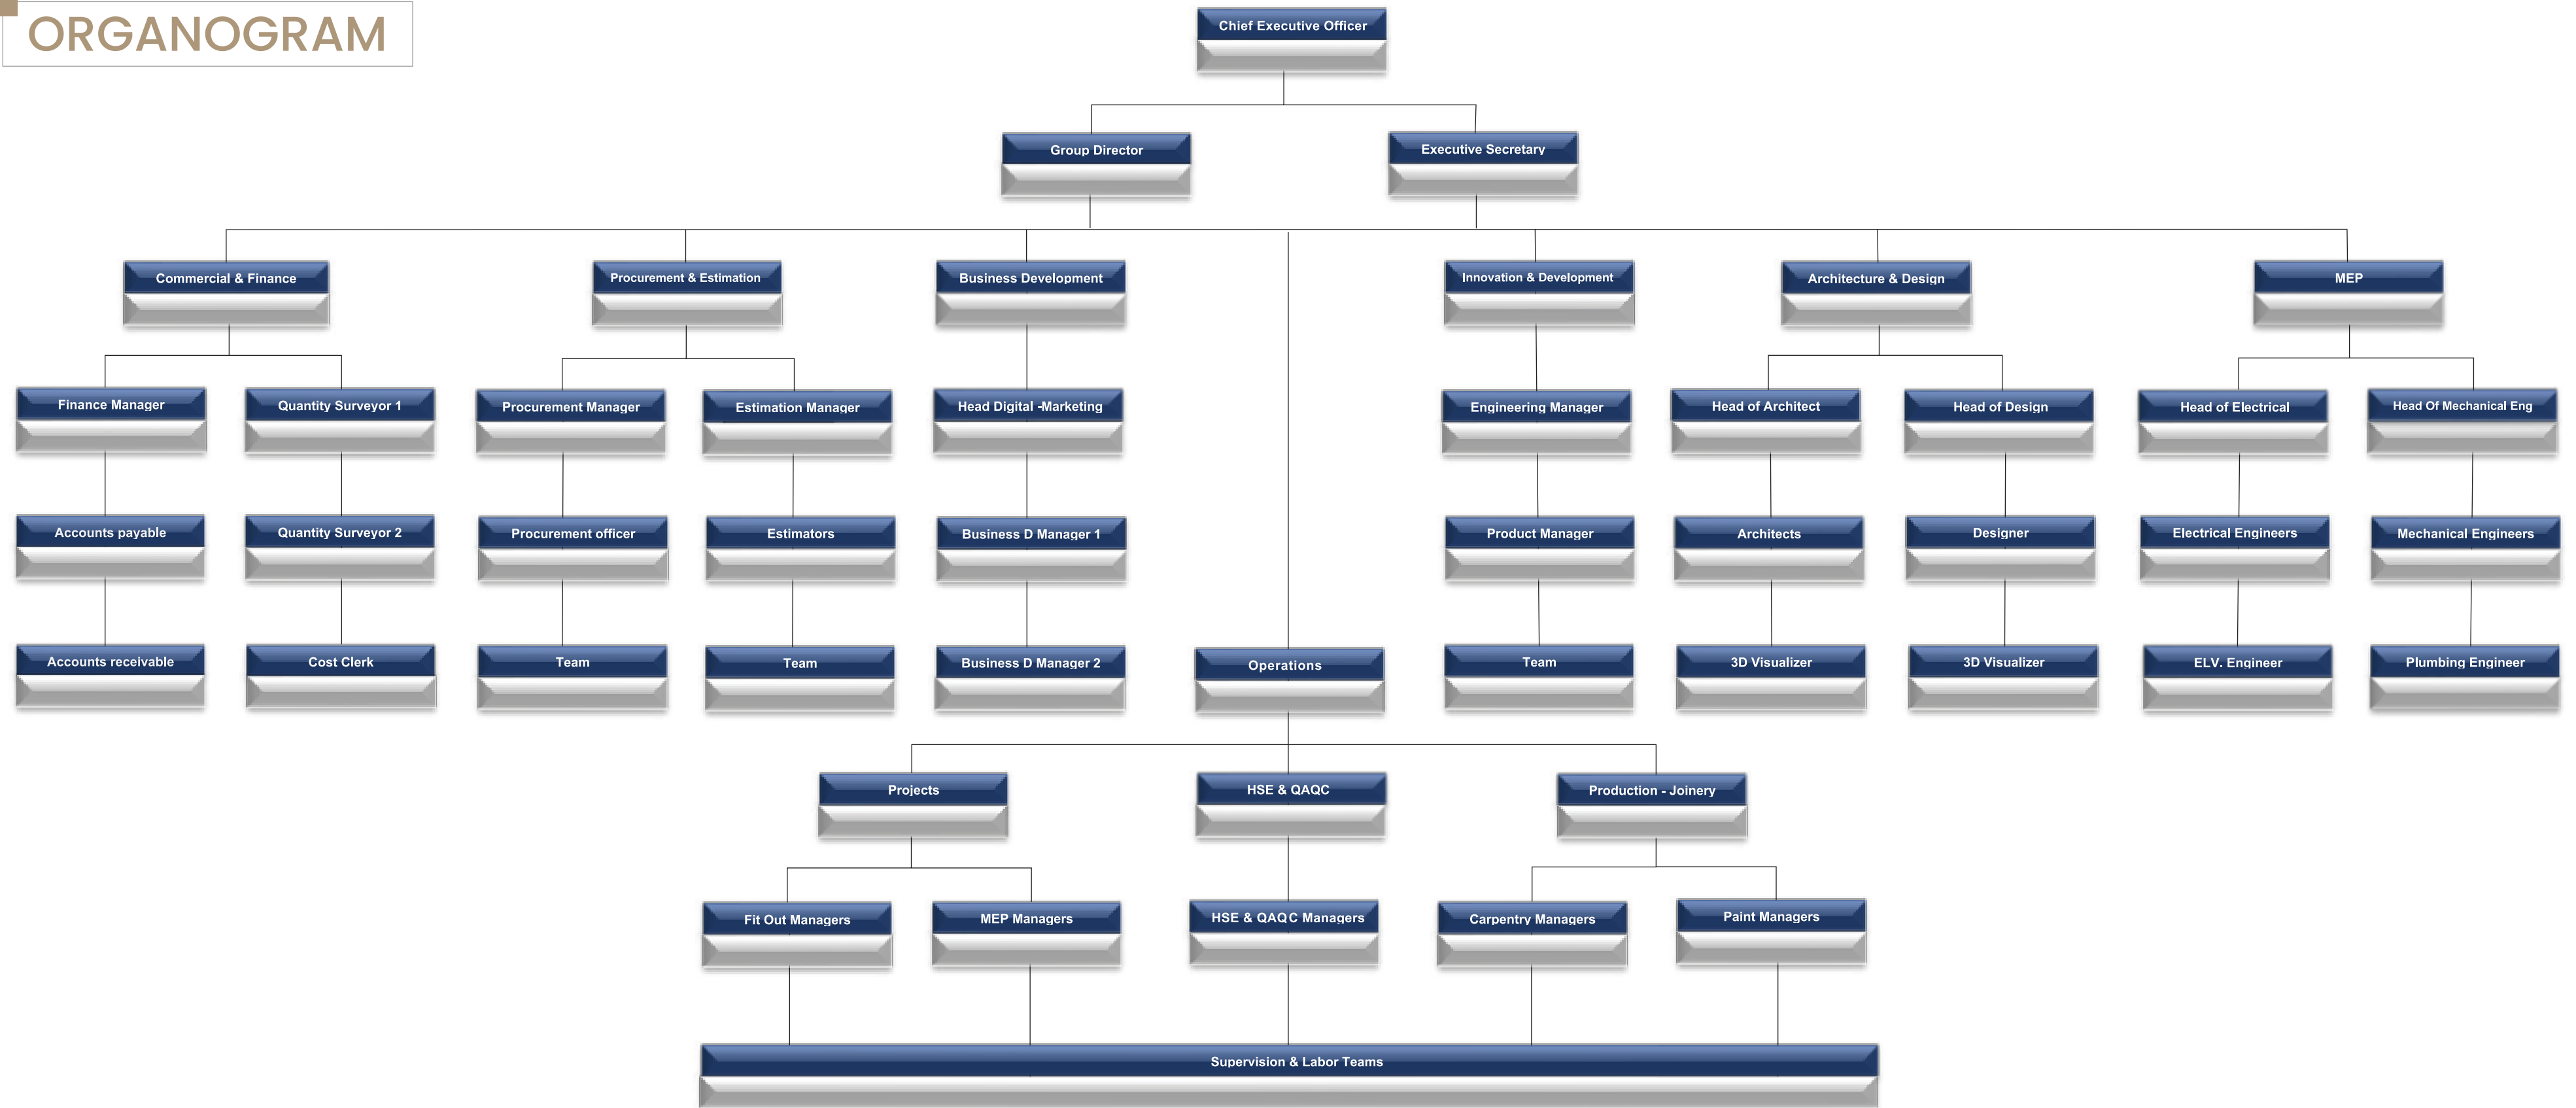 ORGANOGRAM
Chief Executive Officer
Group Director
Executive Secretary
Commercial & Finance
Procurement & Estimation
Business Development
Innovation & Development
Architecture & Design
MEP
Finance Manager
Quantity Surveyor 1
Procurement Manager
Estimation Manager
Head Digital -Marketing
Engineering Manager
Head of Architect
Head of Design
Head of Electrical
Head Of Mechanical Eng
Accounts payable
Quantity Surveyor 2
Procurement officer
Estimators
Business D Manager 1
Product Manager
Architects
Designer
Electrical Engineers
Mechanical Engineers
Accounts receivable
Cost Clerk
Team
Team
Business D Manager 2
Operations
Team
3D Visualizer
3D Visualizer
ELV. Engineer
Plumbing Engineer
Projects
HSE & QAQC
Production - Joinery
Fit Out Managers
MEP Managers
HSE & QAQC Managers
Carpentry Managers
Paint Managers
Supervision & Labor Teams